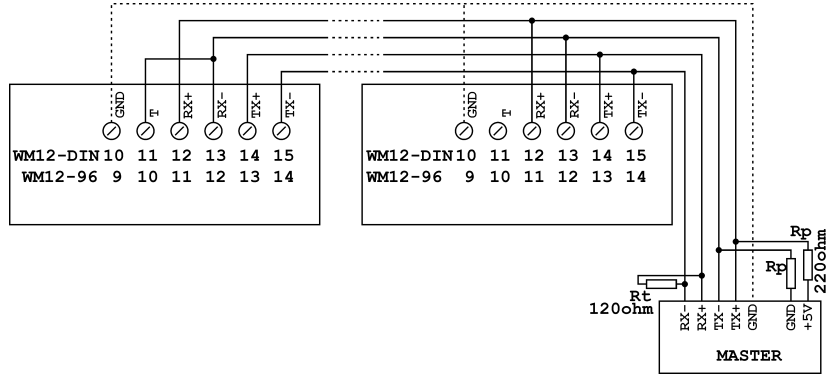 GND T RX+ RX- TX+ TX-
WM12-DIN 10 11 12 13 14 15
WM12-96 9 10 11 12 13 14
GND T RX+ RX- TX+ TX-
WM12-DIN 10 11 12 13 14 15
WM12-96 9 10 11 12 13 14
Rp
220ohm
Rp
Rt
120ohm
RX- RX+ TX- TX+ GND GND +5V
MASTER